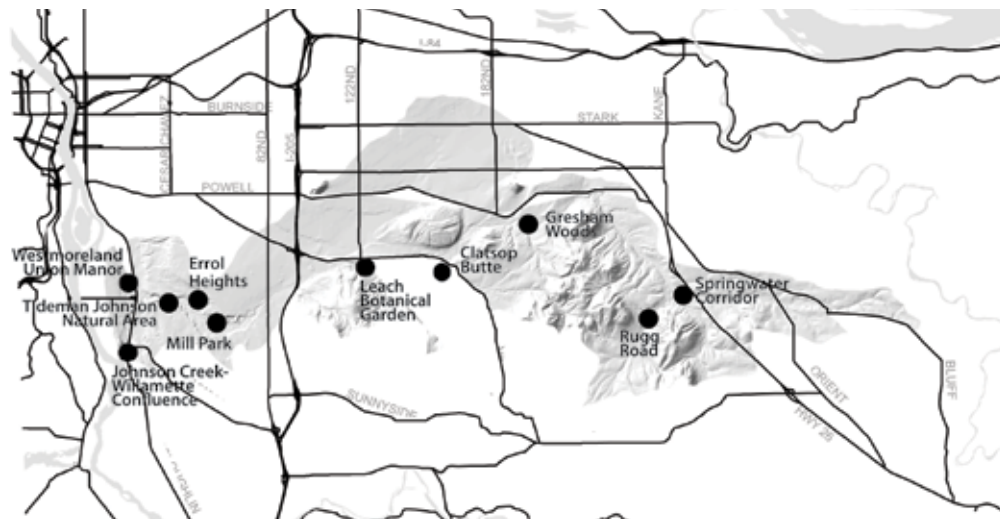 I-84
122ND
182ND
BURNSIDE
CESAR CHAVEZ
82ND
I-205
STARK
KANE
POWELL
Gresham
Woods
Westmoreland
Union Manor
Errol
Heights
Clatsop
Butte
Tideman Johnson
Natural Area
Leach
Botanical
Garden
Springwater
Corridor
Mill Park
Rugg
Road
Johnson Creek-
Willamette
Confluence
SUNNYSIDE
ORIENT
BLUFF
HWY 26